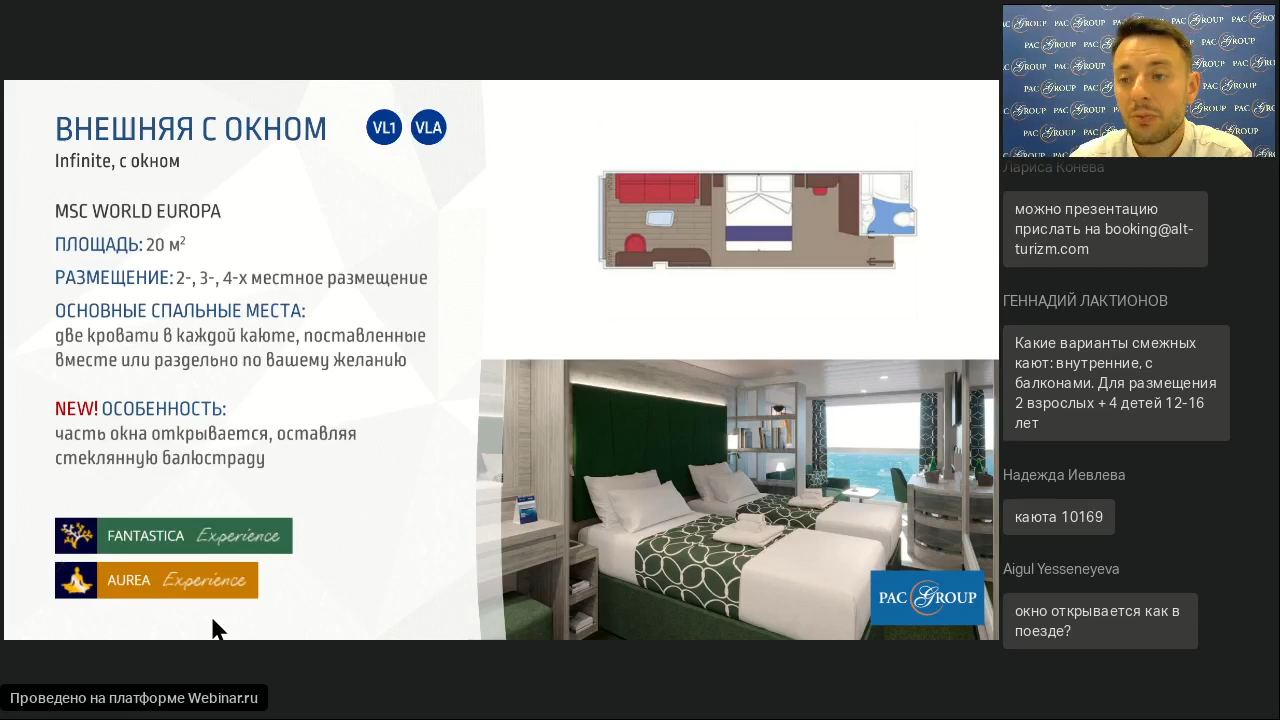 ВНЕШНЯЯ С ОКНОМ
VL1
VLA
Infinite, с окном
MSC WORLD EUROPA
ПЛОЩАДЬ: 20 м²
РАЗМЕЩЕНИЕ: 2-, 3-, 4-х местное размещение
ОСНОВНЫЕ СПАЛЬНЫЕ МЕСТА:
две кровати в каждой каюте, поставленные
вместе или раздельно по вашему желанию
NEW! ОСОБЕННОСТЬ:
часть окна открывается, оставляя
стеклянную балюстраду
FANTASTICA Experience
AUREA Experience
PAC GROUP
Лариса Конева
можно презентацию
прислать на booking@alt-
turizm.com
ГЕННАДИЙ ЛАКТИОНОВ
Какие варианты смежных
кают: внутренние, с
балконами. Для размещения
2 взрослых + 4 детей 12-16
лет
Надежда Иевлева
каюта 10169
Aigul Yesseneyeva
окно открывается как в
поезде?
Проведено на платформе Webinar.ru